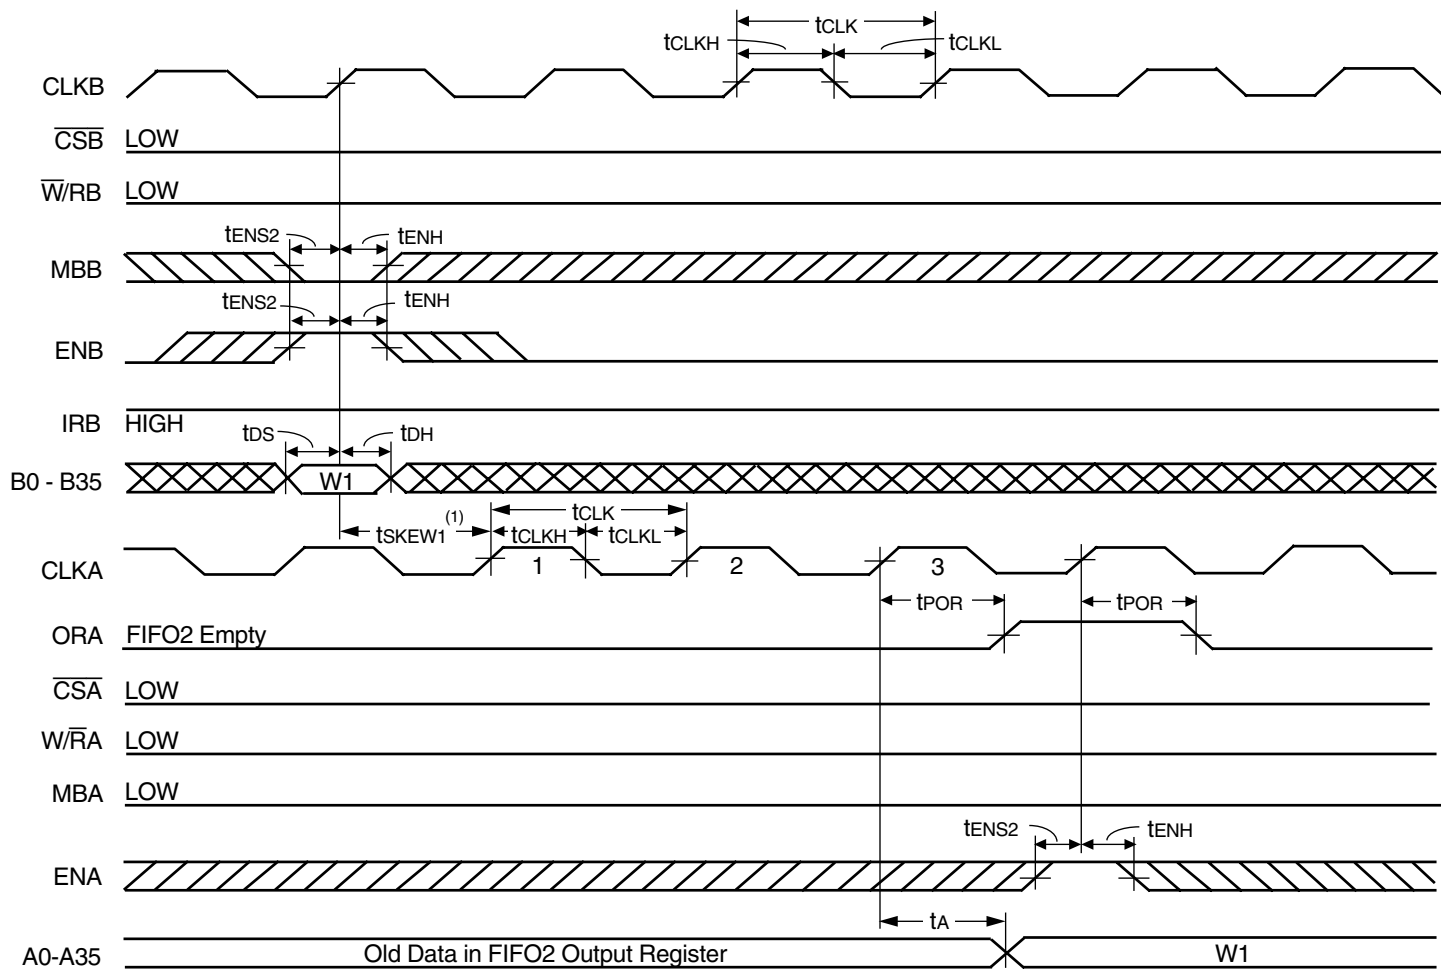 tCLK
tCLKH tCLKL
CLKB
CSB LOW
W/RB LOW
tENS2 tENH
MBB
tENS2 tENH
ENB
IRB HIGH
tDS tDH
B0 - B35 W1
tSKEW1 (1) tCLK
tCLKH tCLKL
CLKA 1 2 3
tPOR tPOR
ORA FIFO2 Empty
CSA LOW
W/RA LOW
MBA LOW
tENS2 tENH
ENA
tA
A0-A35 Old Data in FIFO2 Output Register W1